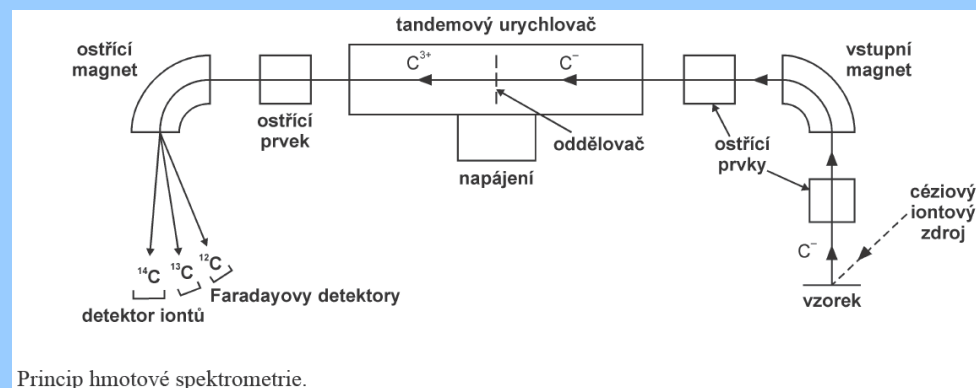 tandemový urychlovač
ostřící
magnet
C3+
C−
vstupní
magnet
ostřící
prvek
oddělovač
napájení
ostřící
prvky
céziový
iontový
zdroj
C−
vzorek
14C
13C
12C
Faradayovy detektory
detektor iontů
Princip hmotové spektrometrie.